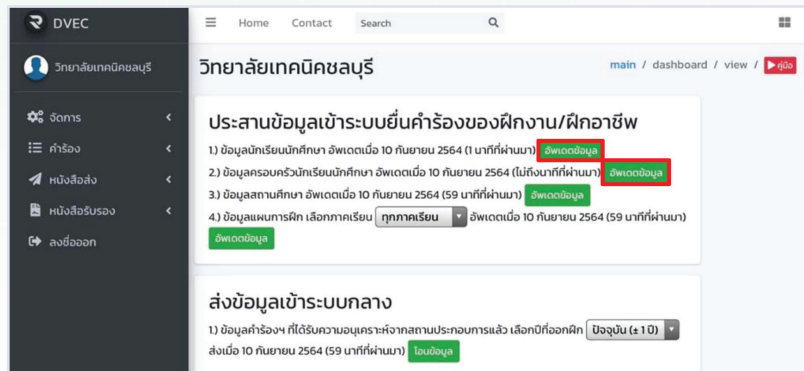 DVEC
Home Contact Search
วิทยาลัยเทคนิคชลบุรี
วิทยาลัยเทคนิคชลบุรี
main / dashboard / view / คู่มือ
จัดการ
คำร้อง
หนังสือส่ง
หนังสือรับรอง
ลงชื่อออก
ประสานข้อมูลเข้าระบบยื่นคำร้องของฝึกงาน/ฝึกอาชีพ
1.) ข้อมูลนักเรียนนักศึกษา อัพเดตเมื่อ 10 กันยายน 2564 (1 นาทีที่ผ่านมา) อัพเดตข้อมูล
2.) ข้อมูลครอบครัวนักเรียนนักศึกษา อัพเดตเมื่อ 10 กันยายน 2564 (ไม่ถึงนาทีที่ผ่านมา) อัพเดตข้อมูล
3.) ข้อมูลสถานศึกษา อัพเดตเมื่อ 10 กันยายน 2564 (59 นาทีที่ผ่านมา) อัพเดตข้อมูล
4.) ข้อมูลแผนการฝึก เลือกภาคเรียน ทุกภาคเรียน อัพเดตเมื่อ 10 กันยายน 2564 (59 นาทีที่ผ่านมา)
อัพเดตข้อมูล
ส่งข้อมูลเข้าระบบกลาง
1.) ข้อมูลคำร้องฯ ที่ได้รับความอนุเคราะห์จากสถานประกอบการแล้ว เลือกปีที่ออกฝึก ปัจจุบัน (± 1 ปี)
ส่งเมื่อ 10 กันยายน 2564 (59 นาทีที่ผ่านมา) โอนข้อมูล